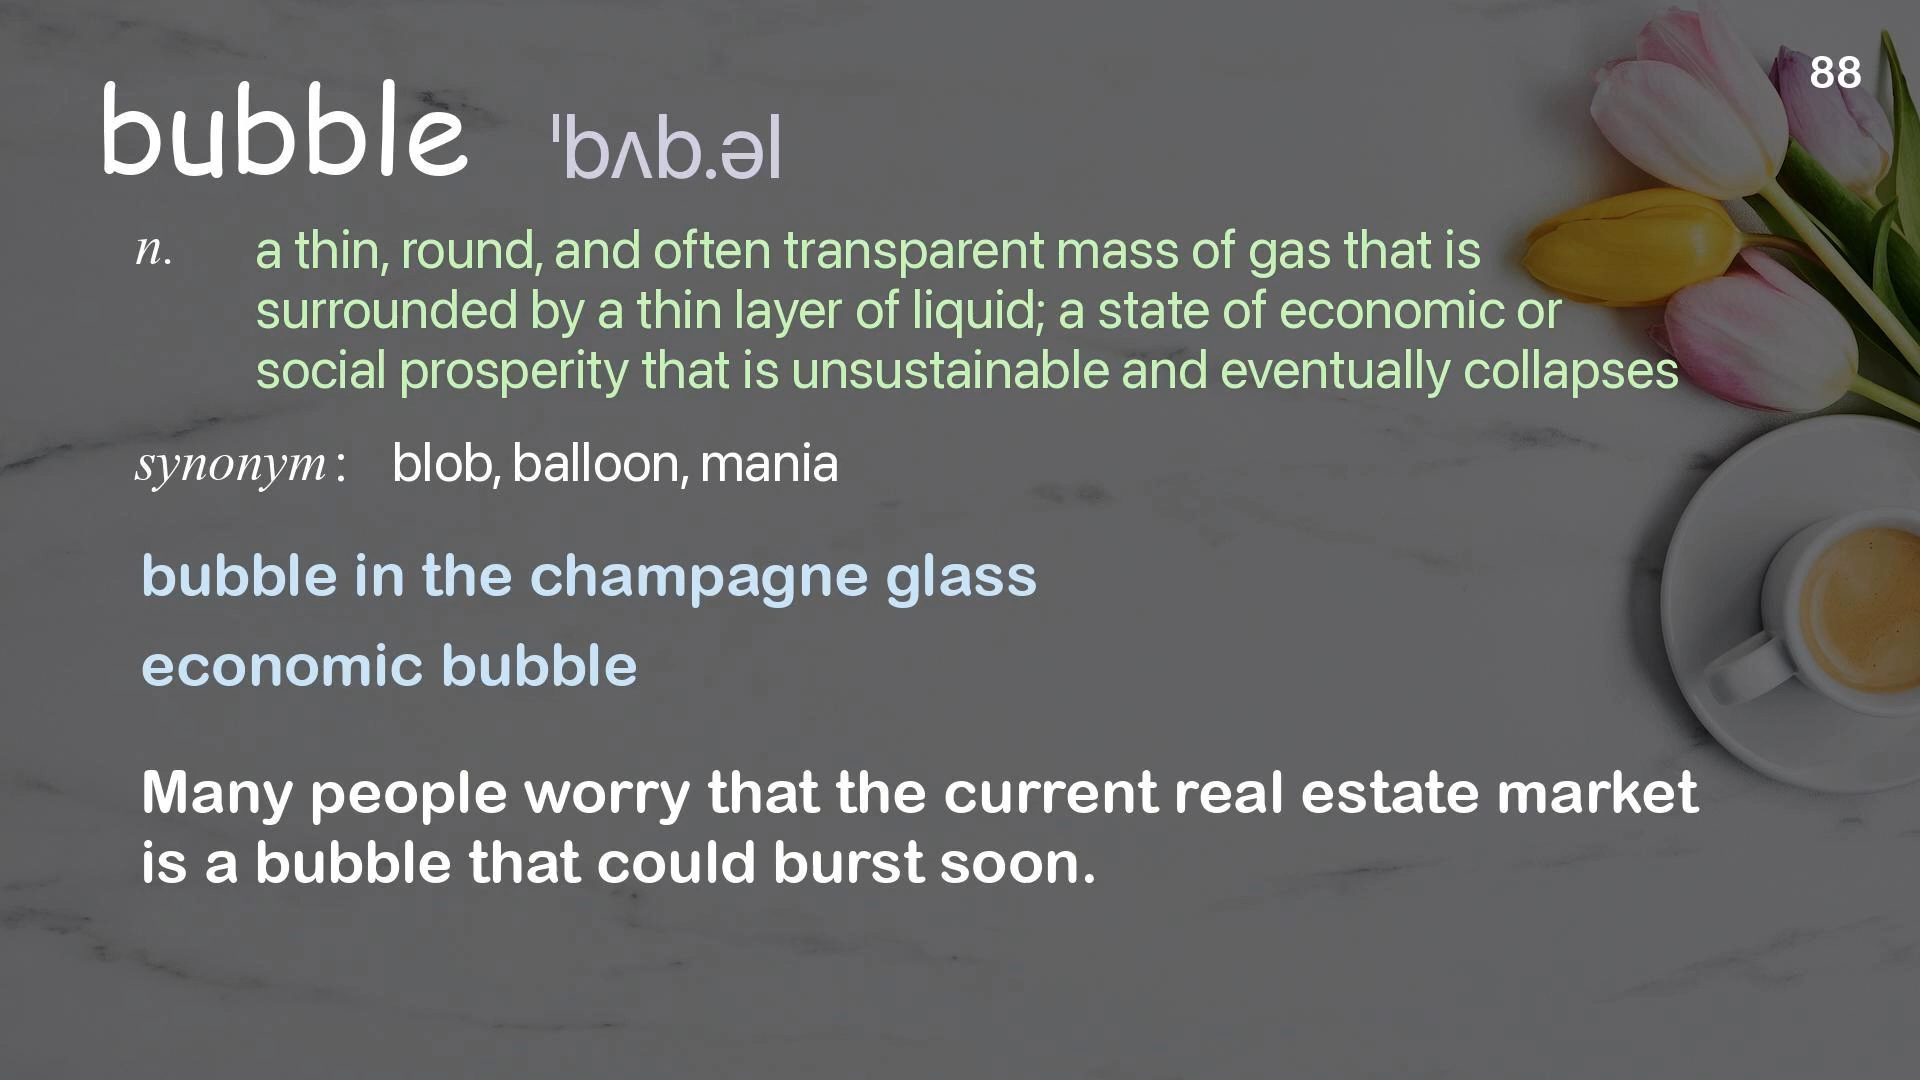 88
bubble ˈbʌb.əl
n. a thin, round, and often transparent mass of gas that is
surrounded by a thin layer of liquid; a state of economic or
social prosperity that is unsustainable and eventually collapses
synonym: blob, balloon, mania
bubble in the champagne glass
economic bubble
Many people worry that the current real estate market
is a bubble that could burst soon.